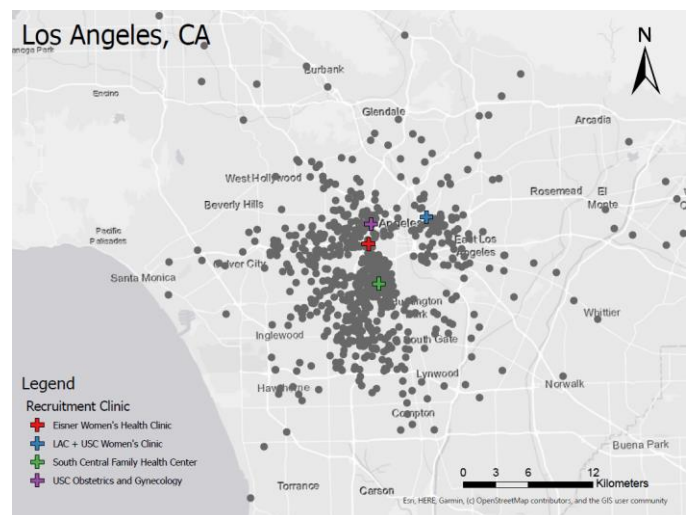 Los Angeles, CA
N
Burbank
Encino
Glendale
Arcadia
West Hollywood
Rosemead
El
Monte
Beverly Hills
Angeles
Pacific
Palisades
East Los
Angeles
Culver City
Santa Monica
Huntington
Park
Whittier
Inglewood
South Gate
Lynwood
Norwalk
Hawthorne
Compton
Buena Park
Torrance
Carson
Legend
Recruitment Clinic
Eisner Women's Health Clinic
LAC + USC Women's Clinic
South Central Family Health Center
USC Obstetrics and Gynecology
0 3 6 12
Kilometers
Esri, HERE, Garmin, (c) OpenStreetMap contributors, and the GIS user community